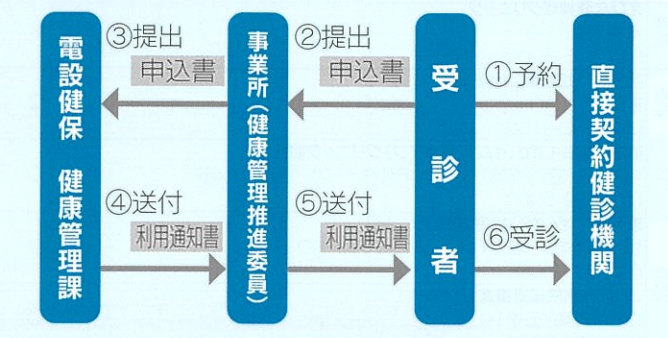 電設健保 健康管理課
③提出
申込書
④送付
利用通知書
事業所(健康管理推進委員)
②提出
申込書
⑤送付
利用通知書
受診者
①予約
⑥受診
直接契約健診機関